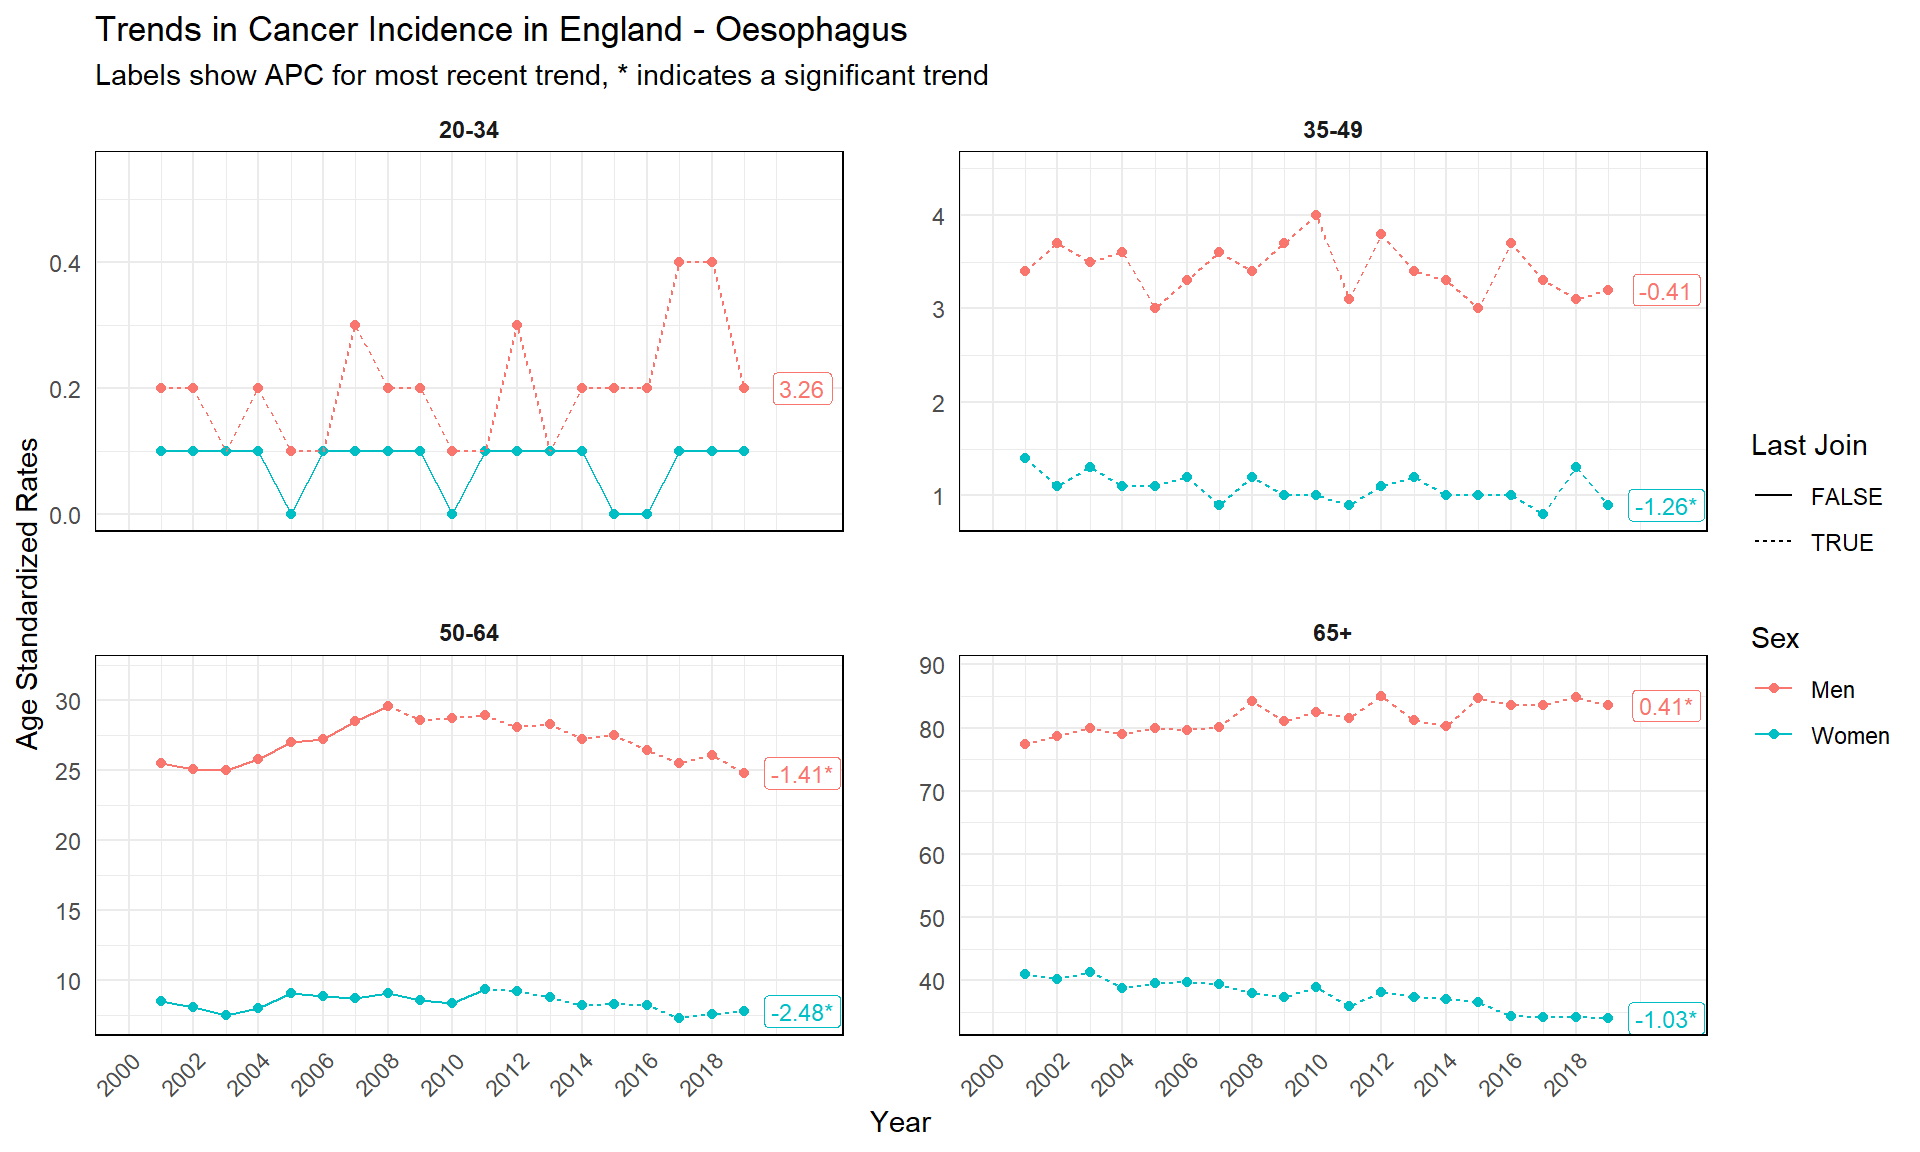 Trends in Cancer Incidence in England - Oesophagus
Labels show APC for most recent trend, * indicates a significant trend
20-34
0.4
0.2
0.0
3.26
35-49
4
3
2
1
-0.41
-1.26*
Age Standardized Rates
50-64
30
25
20
15
10
-1.41*
-2.48*
2000 2002 2004 2006 2008 2010 2012 2014 2016 2018
65+
90
80
70
60
50
40
0.41*
-1.03*
2000 2002 2004 2006 2008 2010 2012 2014 2016 2018
Year
Last Join
FALSE
TRUE
Sex
Men
Women